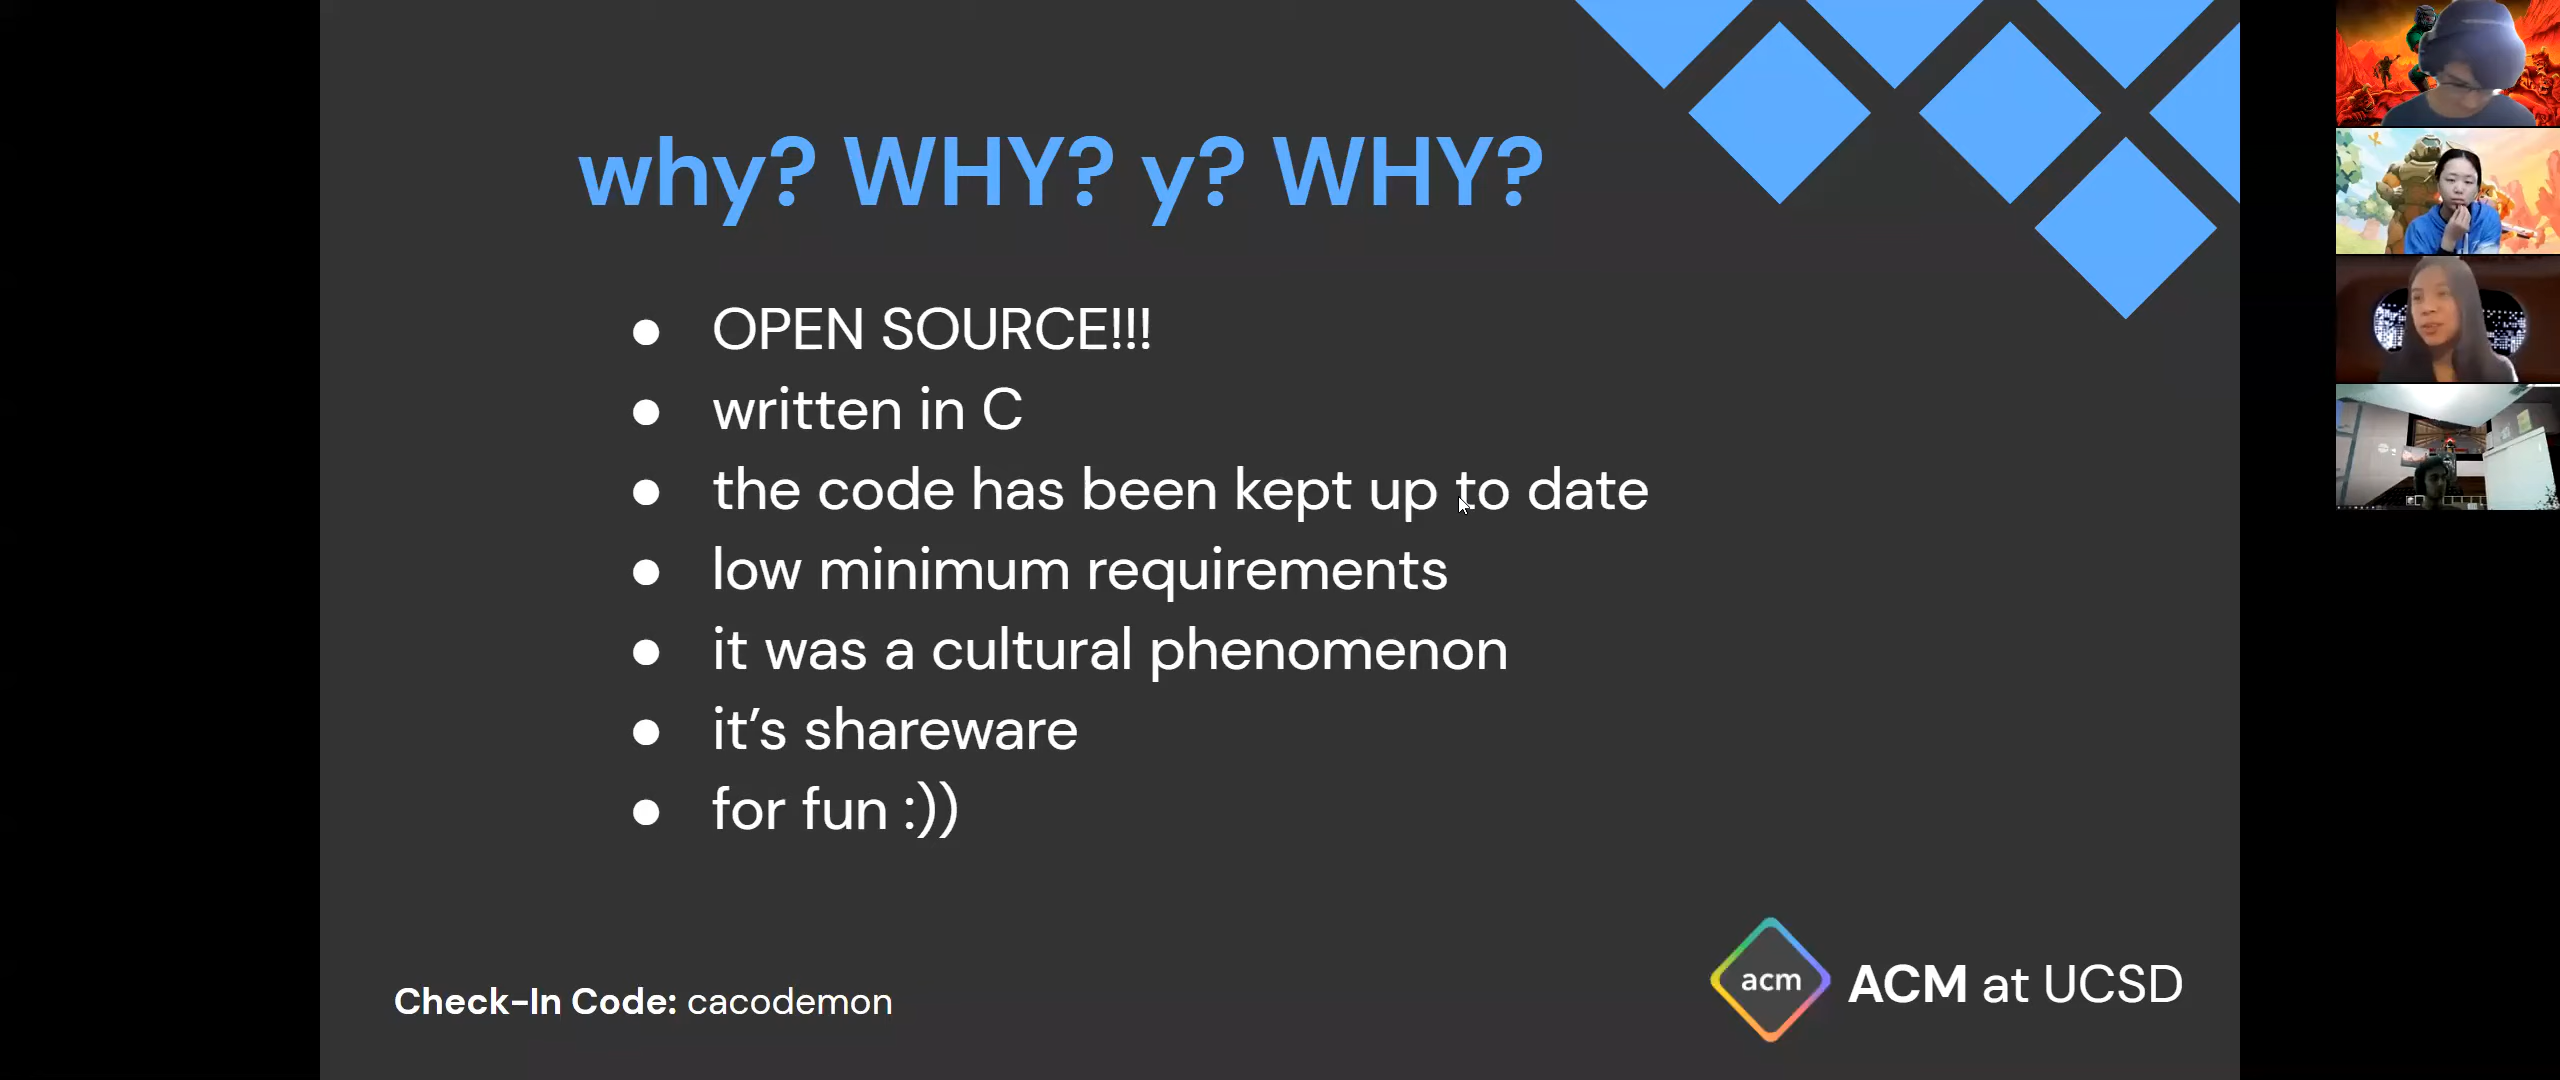 why? WHY? y? WHY?
● OPEN SOURCE!!!
● written in C
● the code has been kept up to date
● low minimum requirements
● it was a cultural phenomenon
● it’s shareware
● for fun :))
Check-In Code: cacodemon
acm ACM at UCSD